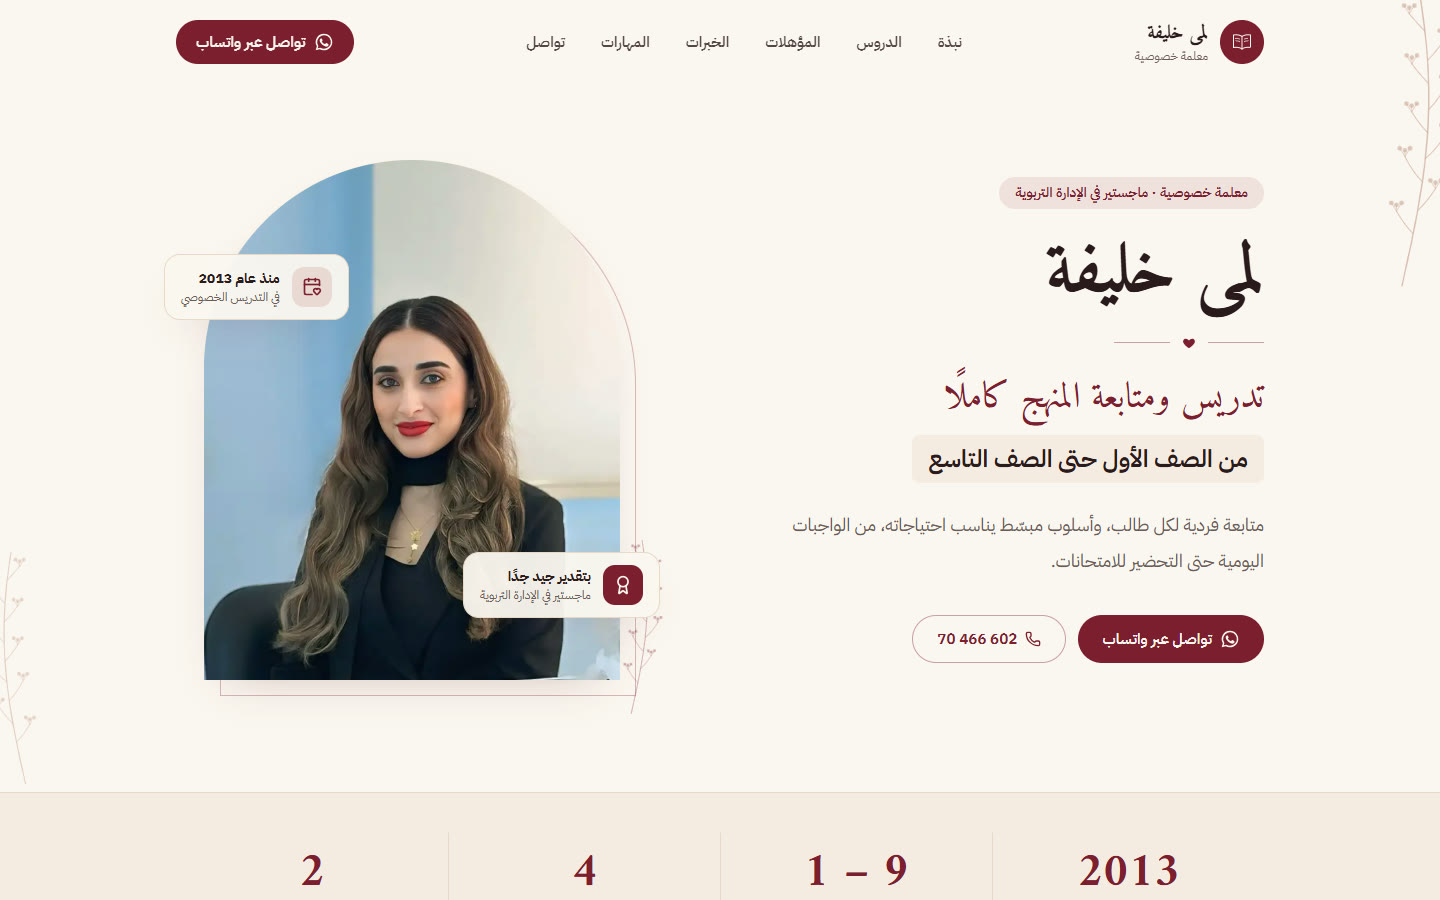 لمى خليفة
معلمة خصوصية
نبذة
الدروس
المؤهلات
الخبرات
المهارات
تواصل
تواصل عبر واتساب
معلمة خصوصية · ماجستير في الإدارة التربوية
لمى خليفة
تدريس ومتابعة المنهج كاملًا
من الصف الأول حتى الصف التاسع
متابعة فردية لكل طالب، وأسلوب مبسّط يناسب احتياجاته، من الواجبات
اليومية حتى التحضير للامتحانات.
تواصل عبر واتساب
70 466 602
منذ عام 2013
في التدريس الخصوصي
بتقدير جيد جدًا
ماجستير في الإدارة التربوية
2013
1 – 9
4
2